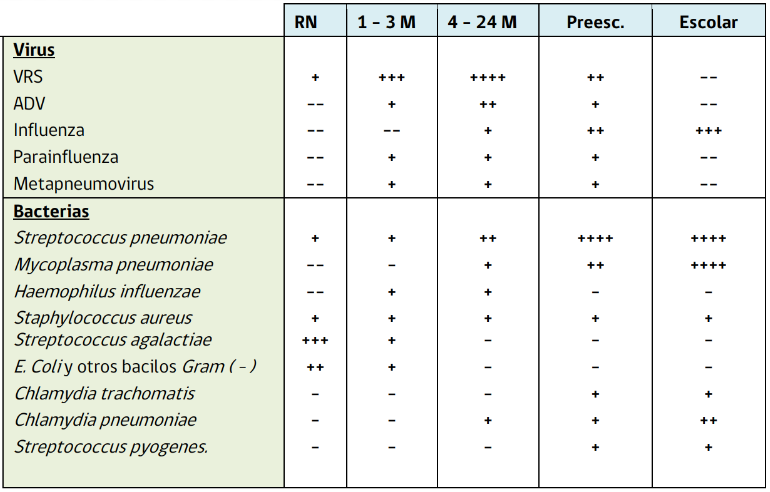 RN 1 – 3 M 4 – 24 M Preesc. Escolar
Virus
VRS + +++ ++++ ++ --
ADV -- + ++ + --
Influenza -- -- + ++ +++
Parainfluenza -- + + + --
Metapneumovirus -- + + + --
Bacterias
Streptococcus pneumoniae + + ++ ++++ ++++
Mycoplasma pneumoniae -- – + ++ ++++
Haemophilus influenzae -- + + – –
Staphylococcus aureus + + + + +
Streptococcus agalactiae +++ + – – –
E. Coli y otros bacilos Gram ( - ) ++ + – – –
Chlamydia trachomatis – – – + +
Chlamydia pneumoniae – – + + ++
Streptococcus pyogenes. – – – + +